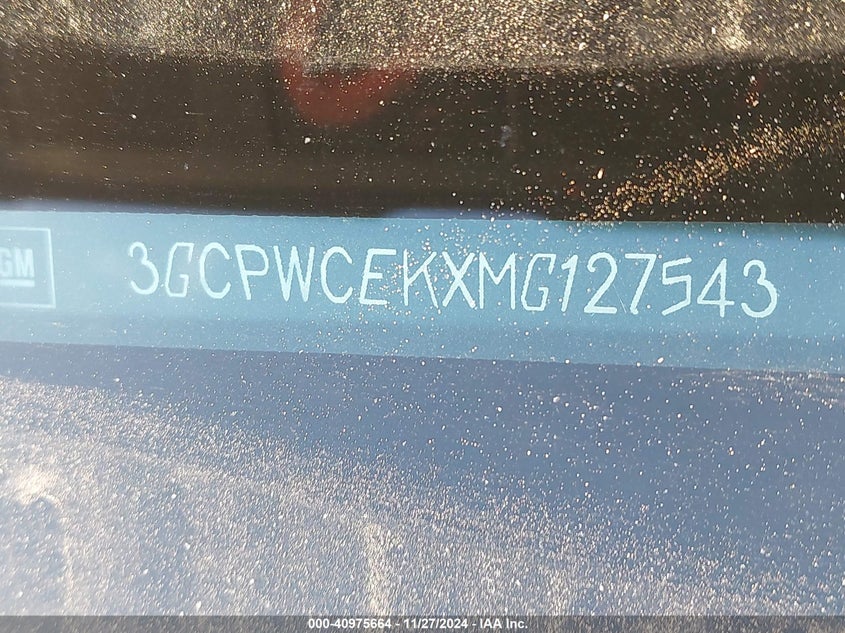 GM
3GCPWCEKXMG127543
000-40975664 - 11/27/2024 - IAA Inc.